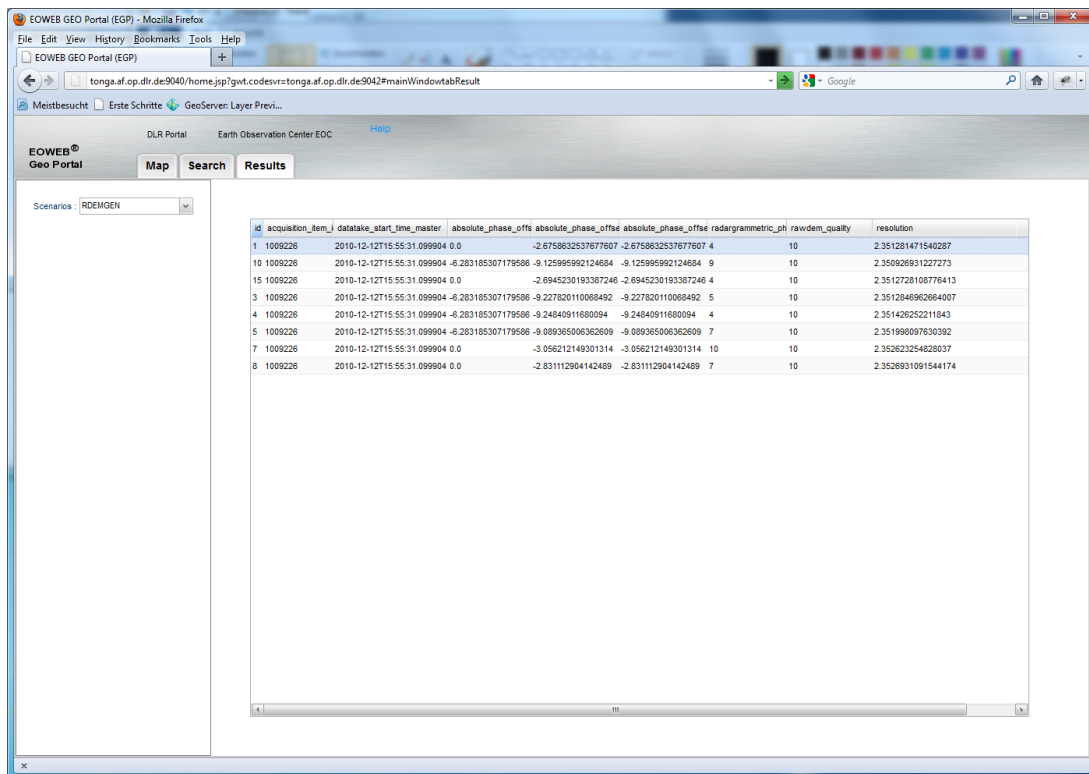 EOWEB GEO Portal (EGP) - Mozilla Firefox
File Edit View History Bookmarks Tools Help
EOWEB GEO Portal (EGP) +
tonga.af.op.dlr.de:9040/home.jsp?gwt.codesvr=tonga.af.op.dlr.de:9042#mainWindowtabResult Google
Meistbesucht Erste Schritte GeoServer: Layer Previ...
DLR Portal Earth Observation Center EOC Help
EOWEB®
Geo Portal Map Search Results
Scenarios : RDEMGEN
id acquisition_item_i datatake_start_time_master absolute_phase_offs absolute_phase_offse absolute_phase_offse radargrammetric_ph rawdem_quality resolution
1 1009226 2010-12-12T15:55:31.099904 0.0 -2.6758632537677607 -2.6758632537677607 4 10 2.351281471540287
10 1009226 2010-12-12T15:55:31.099904 -6.283185307179586 -9.125995992124684 -9.125995992124684 9 10 2.350926931227273
15 1009226 2010-12-12T15:55:31.099904 0.0 -2.6945230193387246 -2.6945230193387246 4 10 2.3512728108776413
3 1009226 2010-12-12T15:55:31.099904 -6.283185307179586 -9.227820110068492 -9.227820110068492 5 10 2.3512846962664007
4 1009226 2010-12-12T15:55:31.099904 -6.283185307179586 -9.24840911680094 -9.24840911680094 4 10 2.351426252211843
5 1009226 2010-12-12T15:55:31.099904 -6.283185307179586 -9.089365006362609 -9.089365006362609 7 10 2.351998097630392
7 1009226 2010-12-12T15:55:31.099904 0.0 -3.056212149301314 -3.056212149301314 10 10 2.352623254828037
8 1009226 2010-12-12T15:55:31.099904 0.0 -2.831112904142489 -2.831112904142489 7 10 2.3526931091544174